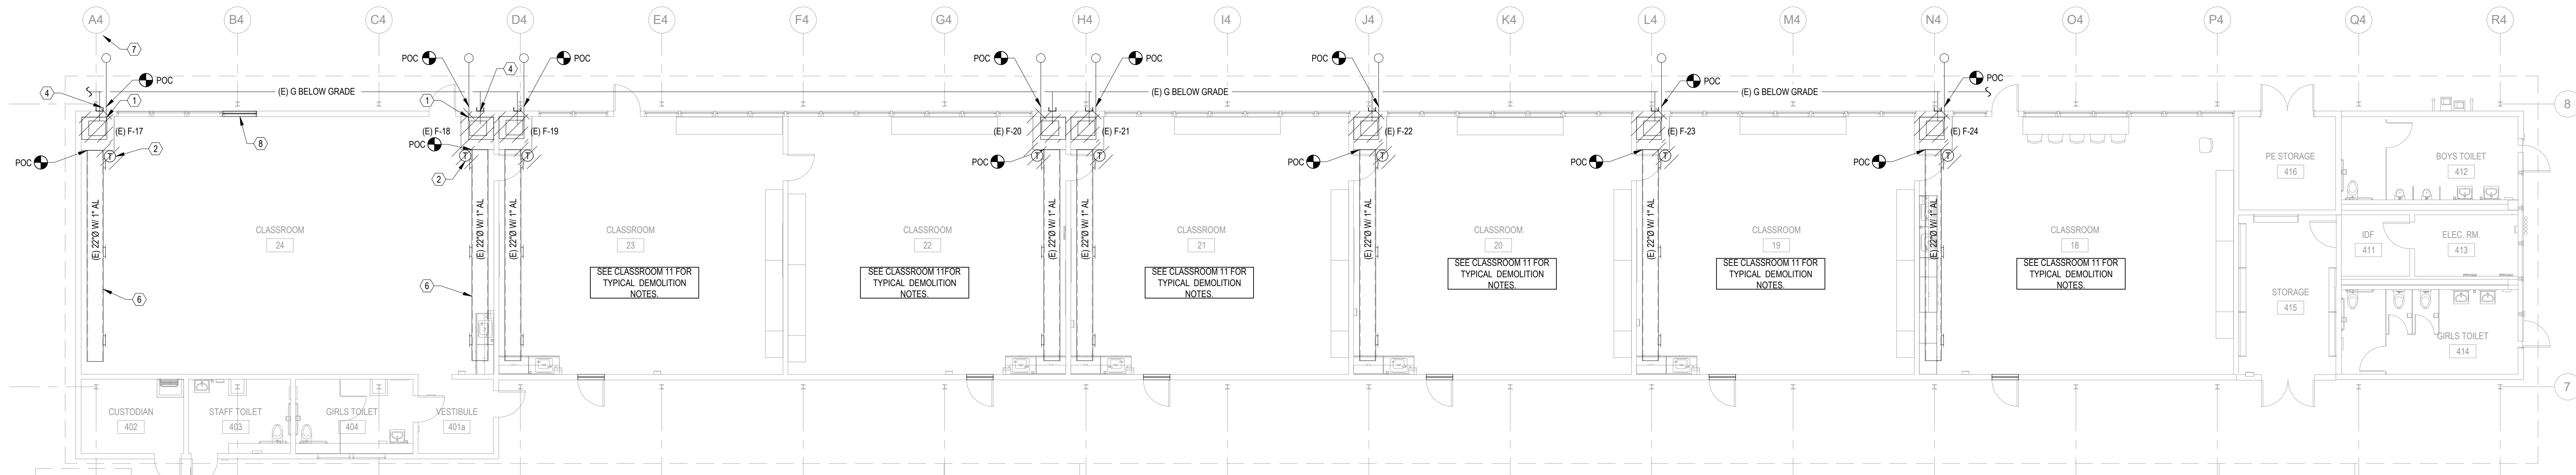 A4 B4 C4 D4 E4 F4 G4 H4 I4 J4 K4 L4 M4 N4 O4 P4 Q4 R4
7
POC POC POC POC POC POC
POC POC POC
4 4
(E) G BELOW GRADE (E) G BELOW GRADE (E) G BELOW GRADE
1 1
8
(E) F-17 (E) F-18 (E) F-19 (E) F-20 (E) F-21 (E) F-22 (E) F-23 (E) F-24
8
2
T T T T T T T T
POC POC POC POC POC POC
2
PE STORAGE
416
BOYS TOILET
412
(E) 22"Ø W/ 1" AL
(E) 22"Ø W/ 1" AL
(E) 22"Ø W/ 1" AL
(E) 22"Ø W/ 1" AL
(E) 22"Ø W/ 1" AL
(E) 22"Ø W/ 1" AL
(E) 22"Ø W/ 1" AL
(E) 22"Ø W/ 1" AL
CLASSROOM
24
CLASSROOM
23
SEE CLASSROOM 11 FOR
TYPICAL DEMOLITION
NOTES.
CLASSROOM
22
SEE CLASSROOM 11FOR
TYPICAL DEMOLITION
NOTES.
CLASSROOM
21
SEE CLASSROOM 11 FOR
TYPICAL DEMOLITION
NOTES.
CLASSROOM
20
SEE CLASSROOM 11 FOR
TYPICAL DEMOLITION
NOTES.
CLASSROOM
19
SEE CLASSROOM 11 FOR
TYPICAL DEMOLITION
NOTES.
CLASSROOM
18
SEE CLASSROOM 11 FOR
TYPICAL DEMOLITION
NOTES.
IDF
411
ELEC. RM.
413
6
6
STORAGE
415
GIRLS TOILET
414
7
CUSTODIAN
402
STAFF TOILET
403
GIRLS TOILET
404
VESTIBULE
401a